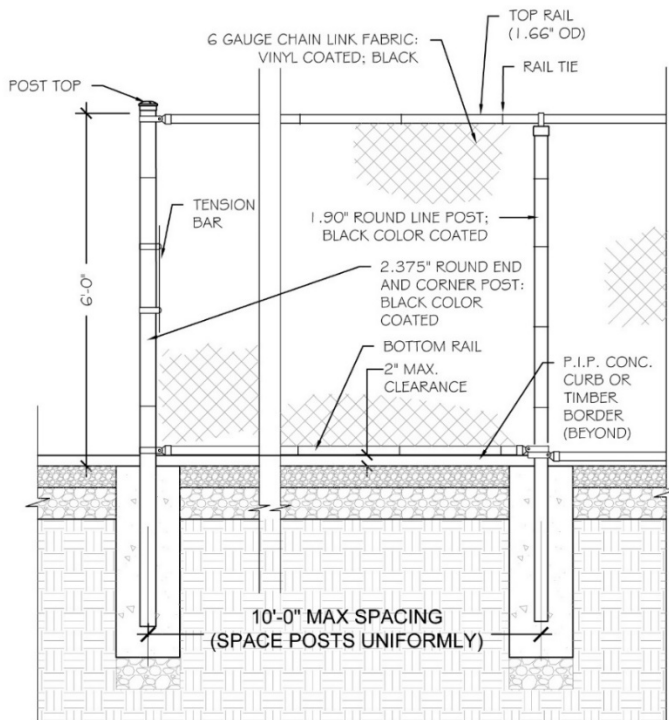 TOP RAIL
(1.66" OD)
6 GAUGE CHAIN LINK FABRIC:
VINYL COATED; BLACK
RAIL TIE
POST TOP
6'-0"
TENSION
BAR
1.90" ROUND LINE POST;
BLACK COLOR COATED
2.375" ROUND END
AND CORNER POST:
BLACK COLOR
COATED
BOTTOM RAIL
2" MAX.
CLEARANCE
P.I.P. CONC.
CURB OR
TIMBER
BORDER
(BEYOND)
10'-0" MAX SPACING
(SPACE POSTS UNIFORMLY)